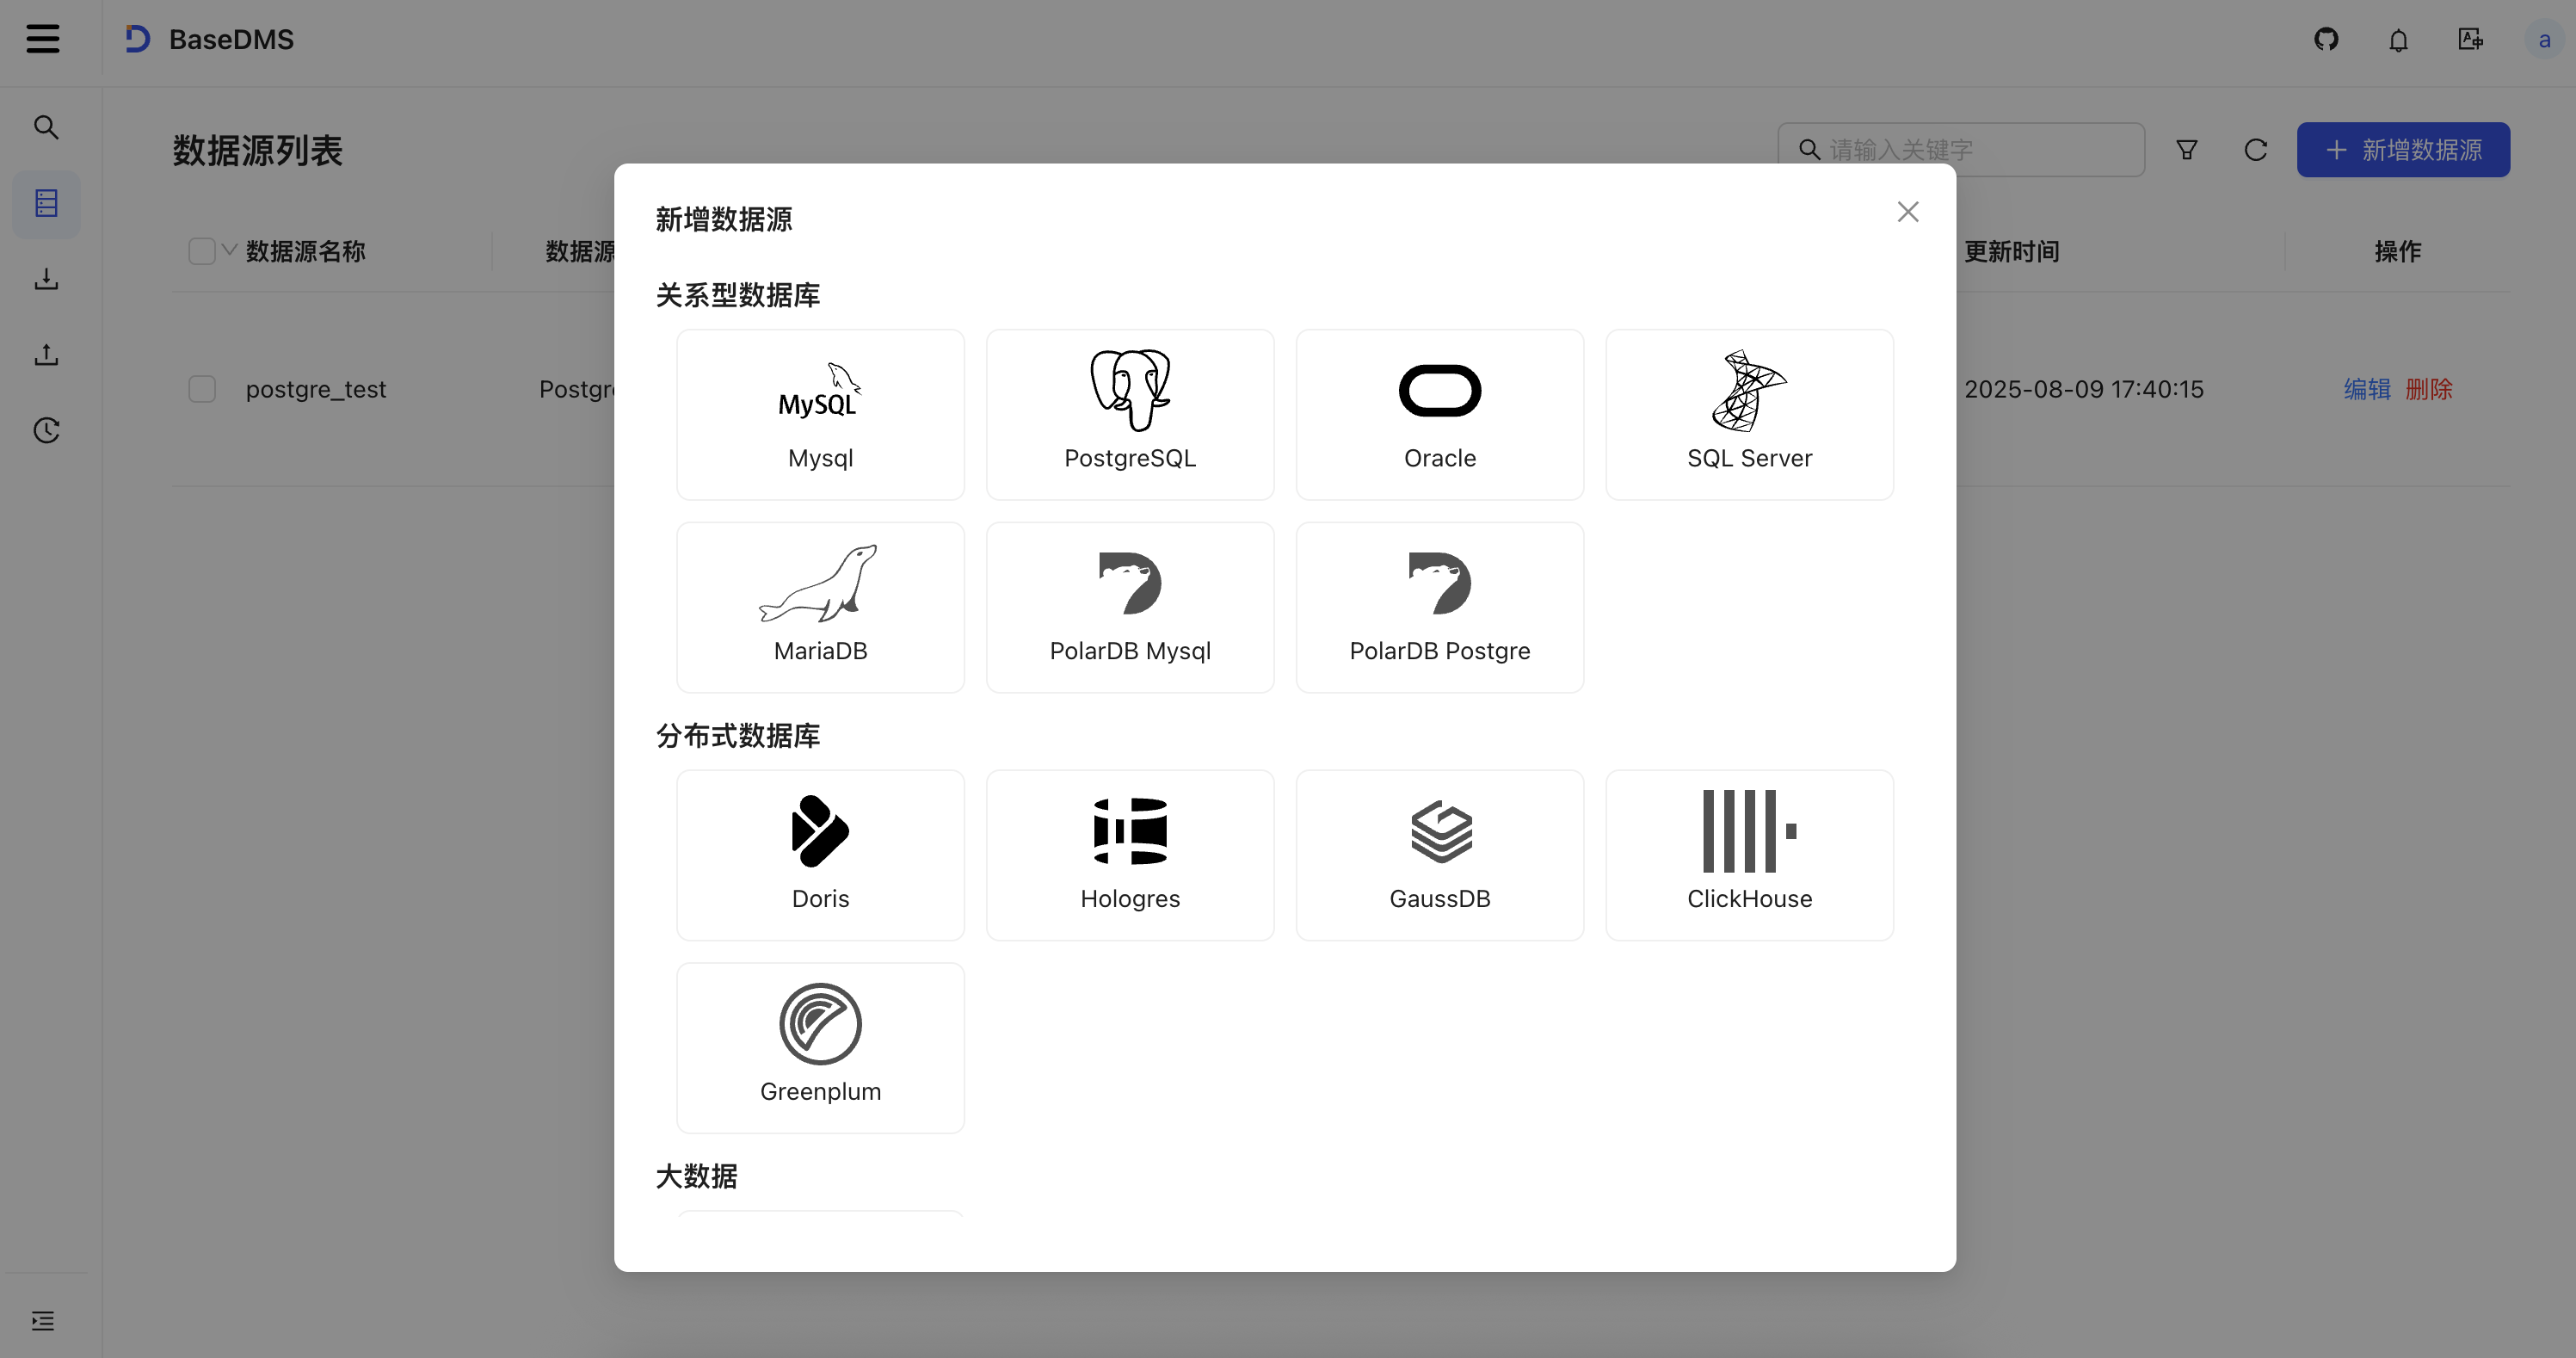 BaseDMS
a
数据源列表
请输入关键字
新增数据源
数据源名称
数据源
更新时间
操作
postgre_test
Postgre
2025-08-09 17:40:15
编辑 删除
新增数据源
关系型数据库
MySQL
Mysql
PostgreSQL
Oracle
SQL Server
MariaDB
PolarDB Mysql
PolarDB Postgre
分布式数据库
Doris
Hologres
GaussDB
ClickHouse
Greenplum
大数据